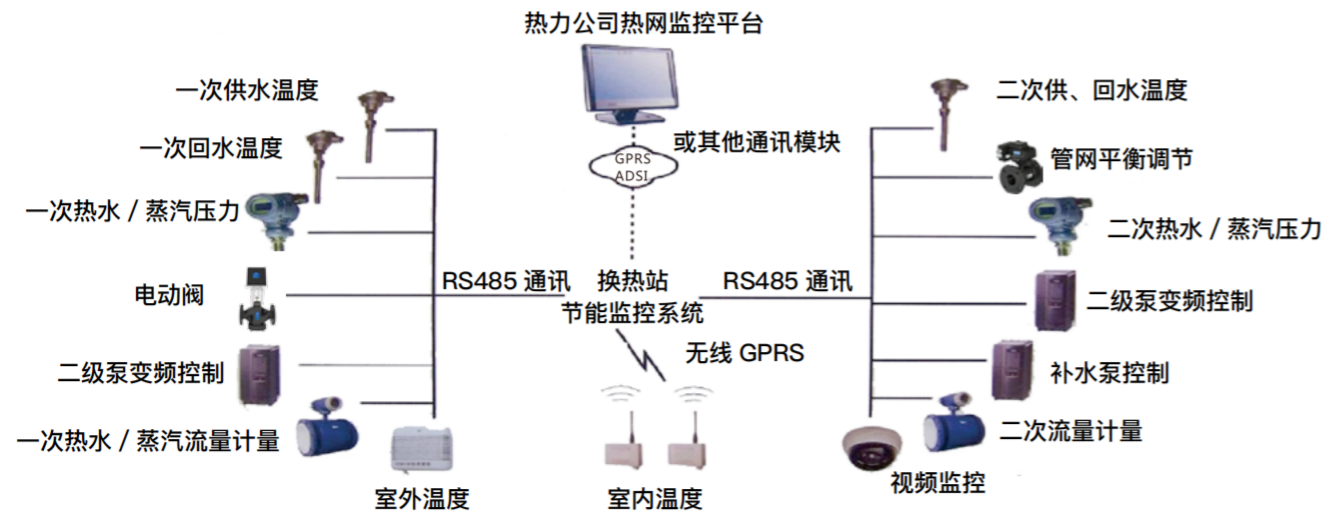 热力公司热网监控平台
一次供水温度
二次供、回水温度
或其他通讯模块
一次回水温度
GPRS
ADSI
管网平衡调节
一次热水 / 蒸汽压力
二次热水 / 蒸汽压力
电动阀
RS485 通讯
换热站
节能监控系统
RS485 通讯
二级泵变频控制
无线 GPRS
二级泵变频控制
补水泵控制
一次热水 / 蒸汽流量计量
二次流量计量
室外温度
室内温度
视频监控